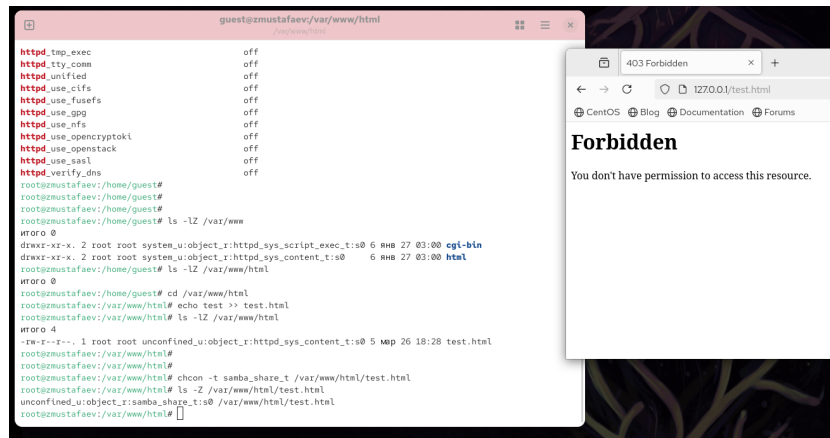 guest@zmustafaev:/var/www/html
/var/www/html
httpd_tmp_exec off
httpd_tty_comm off
httpd_unified off
httpd_use_cifs off
httpd_use_fusefs off
httpd_use_gpg off
httpd_use_nfs off
httpd_use_opencryptoki off
httpd_use_openstack off
httpd_use_sasl off
httpd_verify_dns off
root@zmustafaev:/home/guest#
root@zmustafaev:/home/guest#
root@zmustafaev:/home/guest#
root@zmustafaev:/home/guest# ls -lZ /var/www
итого 0
drwxr-xr-x. 2 root root system_u:object_r:httpd_sys_script_exec_t:s0 6 янв 27 03:00 cgi-bin
drwxr-xr-x. 2 root root system_u:object_r:httpd_sys_content_t:s0 6 янв 27 03:00 html
root@zmustafaev:/home/guest# ls -lZ /var/www/html
итого 0
root@zmustafaev:/home/guest# cd /var/www/html
root@zmustafaev:/var/www/html# echo test >> test.html
root@zmustafaev:/var/www/html# ls -lZ /var/www/html
итого 4
-rw-r--r--. 1 root root unconfined_u:object_r:httpd_sys_content_t:s0 5 мар 26 18:28 test.html
root@zmustafaev:/var/www/html#
root@zmustafaev:/var/www/html#
root@zmustafaev:/var/www/html# chcon -t samba_share_t /var/www/html/test.html
root@zmustafaev:/var/www/html# ls -Z /var/www/html/test.html
unconfined_u:object_r:samba_share_t:s0 /var/www/html/test.html
root@zmustafaev:/var/www/html#
403 Forbidden
127.0.0.1/test.html
CentOS Blog Documentation Forums
Forbidden
You don't have permission to access this resource.